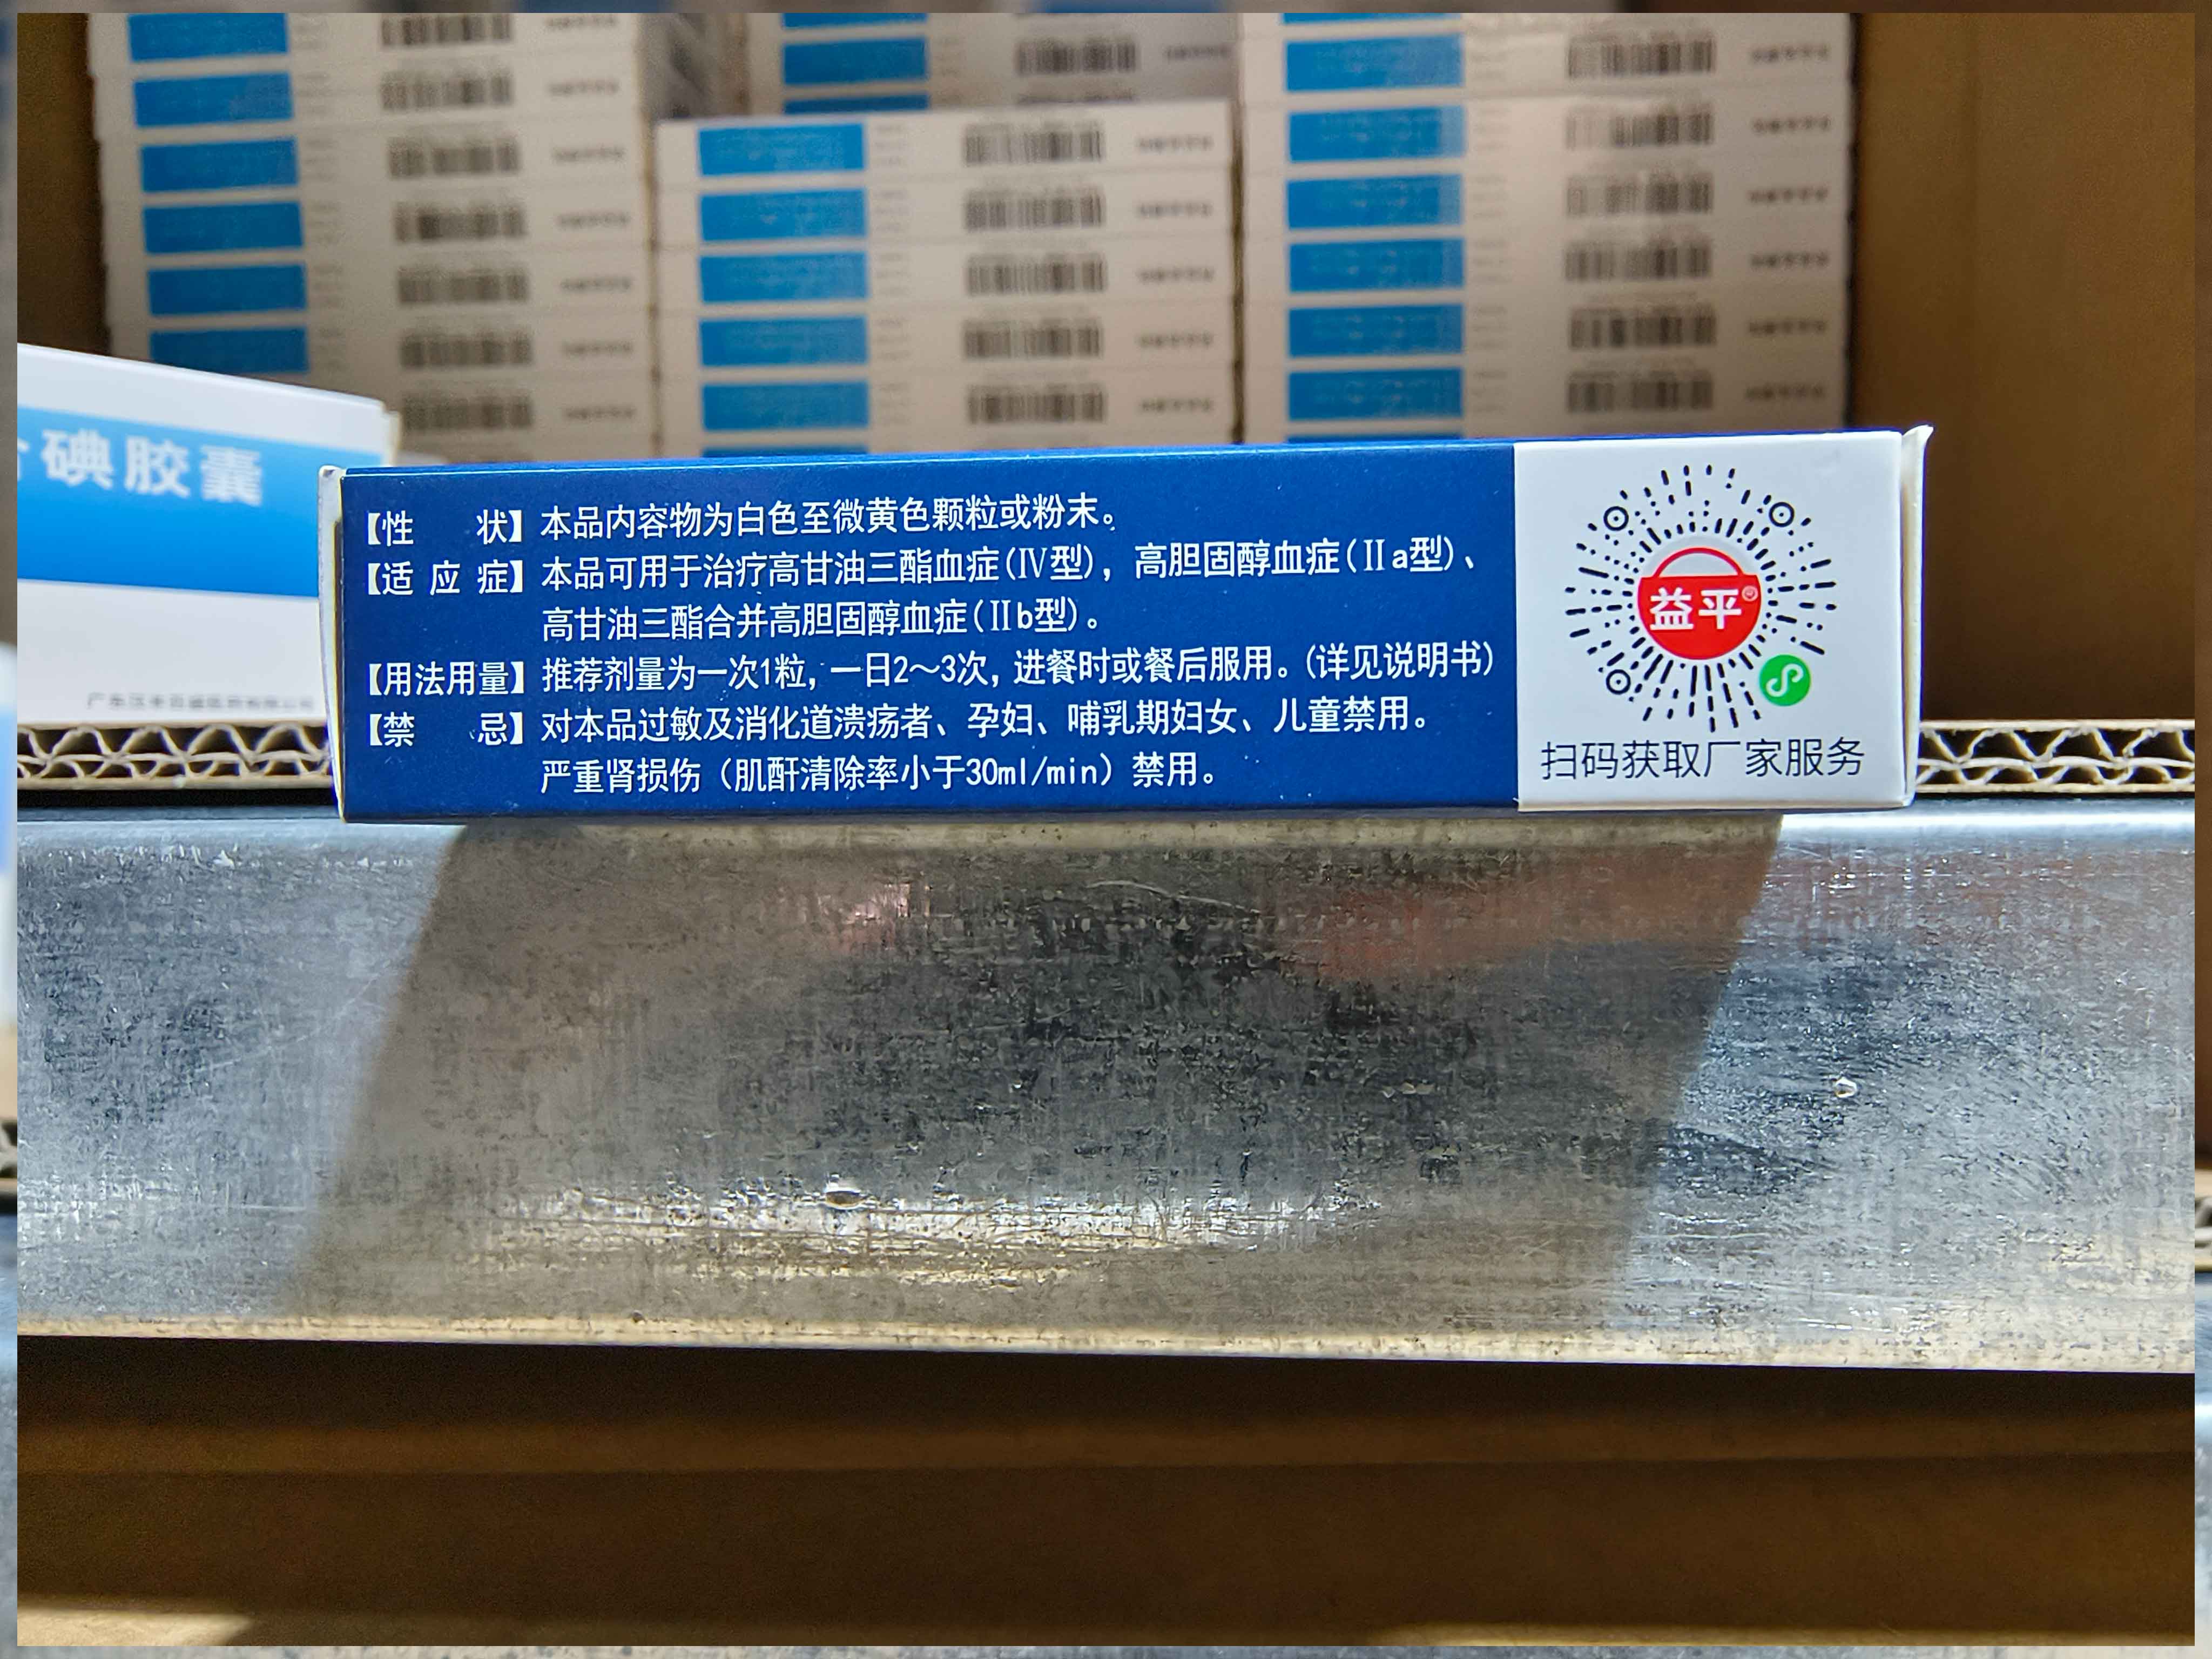 碘胶囊
【性 状】本品内容物为白色至微黄色颗粒或粉末。
【适 应 症】本品可用于治疗高甘油三酯血症(Ⅳ型)，高胆固醇血症(Ⅱa型)、
高甘油三酯合并高胆固醇血症(Ⅱb型)。
【用法用量】推荐剂量为一次1粒，一日2～3次，进餐时或餐后服用。(详见说明书)
【禁 忌】对本品过敏及消化道溃疡者、孕妇、哺乳期妇女、儿童禁用。
严重肾损伤（肌酐清除率小于30ml/min）禁用。
益平®
扫码获取厂家服务